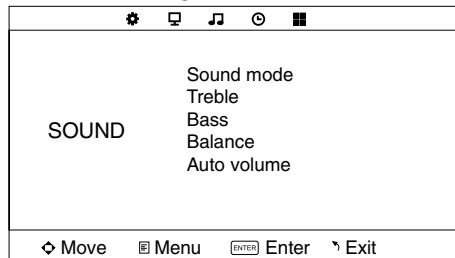 Sound mode
Treble
SOUND
Bass
Balance
Auto volume
Move Menu ENTER Enter Exit